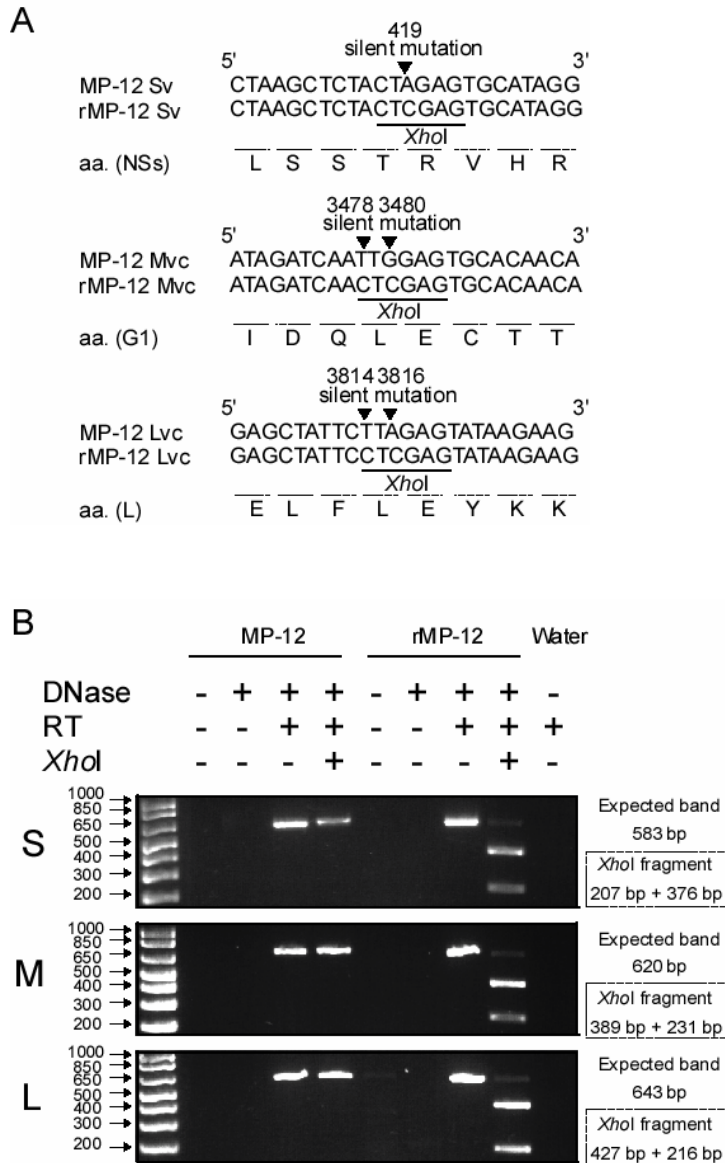 A
419
silent mutation
5' 3'
MP-12 Sv CTAAGCTCTACTAGAGTGCATAGG
rMP-12 Sv CTAAGCTCTACTCGAGTGCATAGG
XhoI
aa. (NSs) L S S T R V H R
3478 3480
silent mutation
5' 3'
MP-12 Mvc ATAGATCAATTGGAGTGCACAACA
rMP-12 Mvc ATAGATCAACTCGAGTGCACAACA
XhoI
aa. (G1) I D Q L E C T T
3814 3816
silent mutation
5' 3'
MP-12 Lvc GAGCTATTCTTAGAGTATAAGAAG
rMP-12 Lvc GAGCTATTCCTCGAGTATAAGAAG
XhoI
aa. (L) E L F L E Y K K
B
MP-12 rMP-12 Water
DNase - + + + - + + + -
RT - - + + - - + + +
XhoI - - - + - - - + -
S
1000
850
650
500
400
300
200
Expected band
583 bp
XhoI fragment
207 bp + 376 bp
M
1000
850
650
500
400
300
200
Expected band
620 bp
XhoI fragment
389 bp + 231 bp
L
1000
850
650
500
400
300
200
Expected band
643 bp
XhoI fragment
427 bp + 216 bp